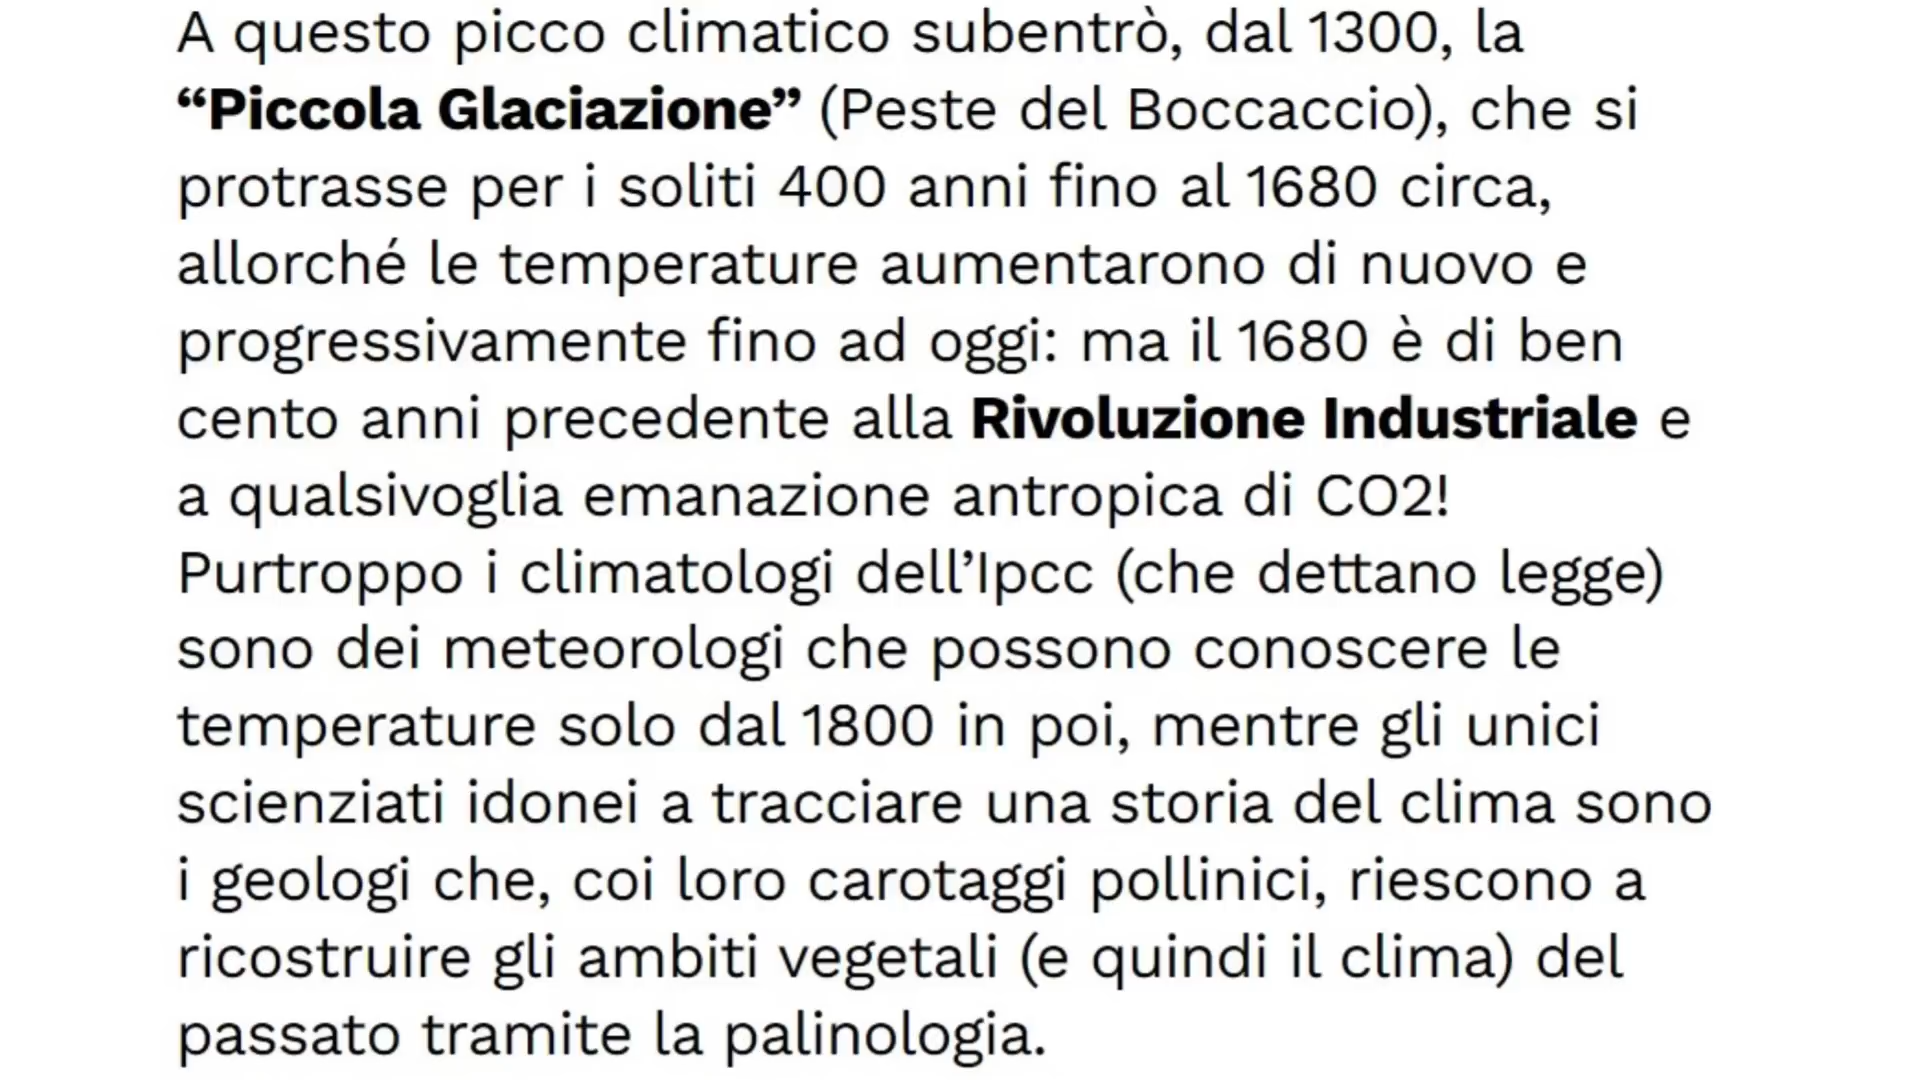 A questo picco climatico subentrò, dal 1300, la
“Piccola Glaciazione” (Peste del Boccaccio), che si
protrasse per i soliti 400 anni fino al 1680 circa,
allorché le temperature aumentarono di nuovo e
progressivamente fino ad oggi: ma il 1680 è di ben
cento anni precedente alla Rivoluzione Industriale e
a qualsivoglia emanazione antropica di CO2!
Purtroppo i climatologi dell’Ipcc (che dettano legge)
sono dei meteorologi che possono conoscere le
temperature solo dal 1800 in poi, mentre gli unici
scienziati idonei a tracciare una storia del clima sono
i geologi che, coi loro carotaggi pollinici, riescono a
ricostruire gli ambiti vegetali (e quindi il clima) del
passato tramite la palinologia.